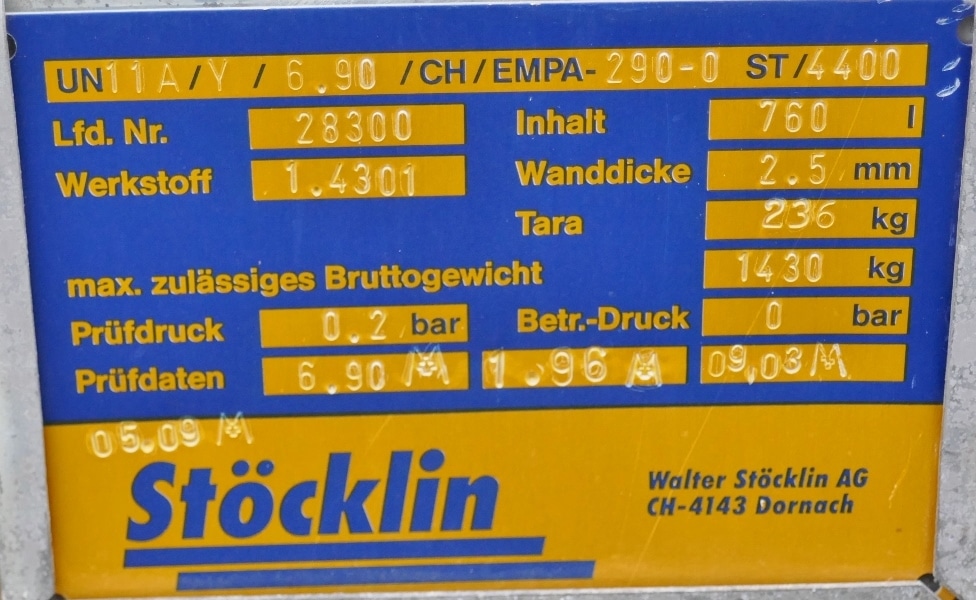 UN 11A/Y / 6.90 /CH/EMPA- 290-0 ST/4400
Lfd. Nr. 28300 Inhalt 760 l
Werkstoff 1.4301 Wanddicke 2.5 mm
Tara 236 kg
max. zulässiges Bruttogewicht 1430 kg
Prüfdruck 0.2 bar Betr.-Druck 0 bar
Prüfdaten 6.90 1.96 09.03
05.09
Stöcklin
Walter Stöcklin AG
CH-4143 Dornach